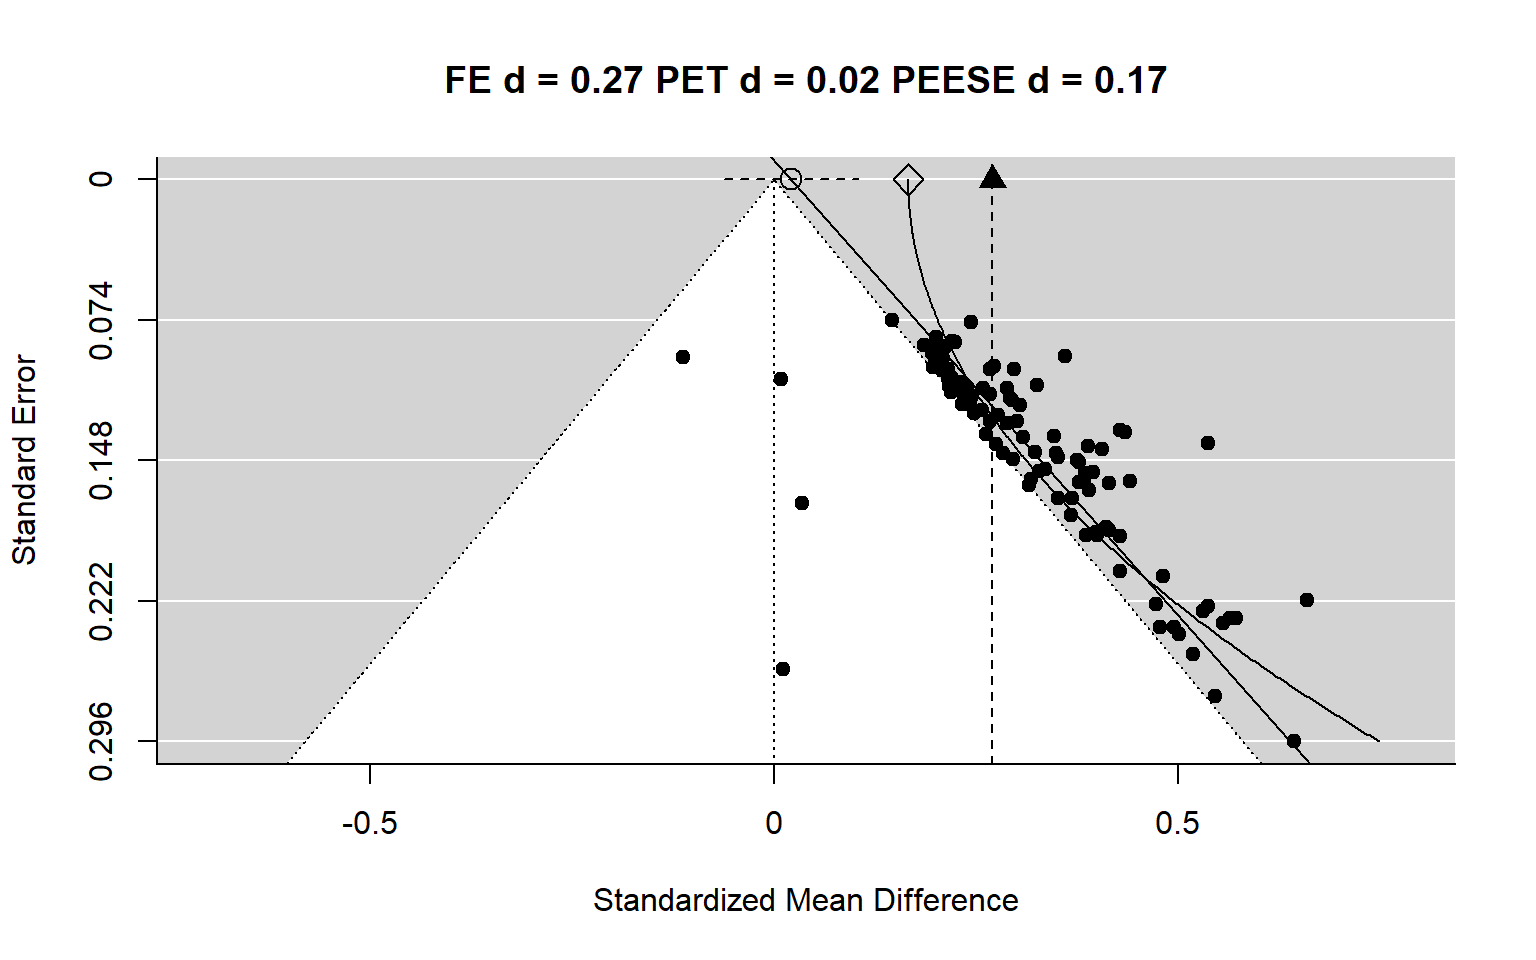 FE d = 0.27 PET d = 0.02 PEESE d = 0.17
Standard Error
0
0.074
0.148
0.222
0.296
-0.5
0
0.5
Standardized Mean Difference